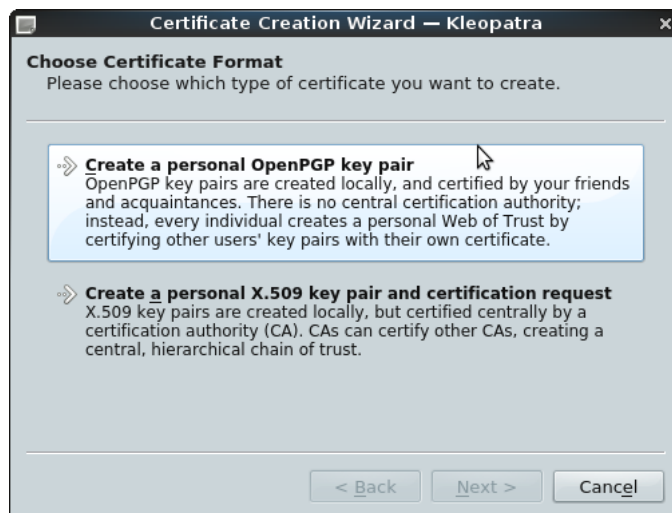 Certificate Creation Wizard — Kleopatra
Choose Certificate Format
Please choose which type of certificate you want to create.
Create a personal OpenPGP key pair
OpenPGP key pairs are created locally, and certified by your friends
and acquaintances. There is no central certification authority;
instead, every individual creates a personal Web of Trust by
certifying other users' key pairs with their own certificate.
Create a personal X.509 key pair and certification request
X.509 key pairs are created locally, but certified centrally by a
certification authority (CA). CAs can certify other CAs, creating a
central, hierarchical chain of trust.
< Back Next > Cancel